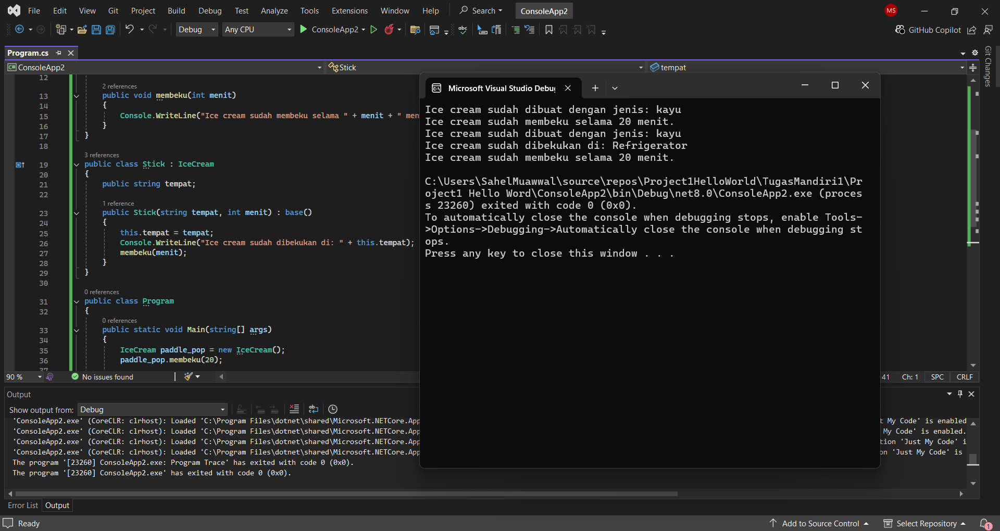 File Edit View Git Project Build Debug Test Analyze Tools Extensions Window Help Search ConsoleApp2 MS
Debug Any CPU ConsoleApp2 GitHub Copilot
Program.cs
ConsoleApp2 Stick tempat
Git Changes
12
2 references
13 public void membeku(int menit)
14 {
15 Console.WriteLine("Ice cream sudah membeku selama " + menit + " men
16 }
17 }
18
3 references
19 public class Stick : IceCream
20 {
21 public string tempat;
22
1 reference
23 public Stick(string tempat, int menit) : base()
24 {
25 this.tempat = tempat;
26 Console.WriteLine("Ice cream sudah dibekukan di: " + this.tempat);
27 membeku(menit);
28 }
29 }
30
0 references
31 public class Program
32 {
0 references
33 public static void Main(string[] args)
34 {
35 IceCream paddle_pop = new IceCream();
36 paddle_pop.membeku(20);
37
90 % No issues found 41 Ch: 1 SPC CRLF
Microsoft Visual Studio Debu
Ice cream sudah dibuat dengan jenis: kayu
Ice cream sudah membeku selama 20 menit.
Ice cream sudah dibuat dengan jenis: kayu
Ice cream sudah dibekukan di: Refrigerator
Ice cream sudah membeku selama 20 menit.
C:\Users\SahelMuawwal\source\repos\Project1HelloWorld\TugasMandiri1\Pr
oject1 Hello Word\ConsoleApp2\bin\Debug\net8.0\ConsoleApp2.exe (proces
s 23260) exited with code 0 (0x0).
To automatically close the console when debugging stops, enable Tools-
>Options->Debugging->Automatically close the console when debugging st
ops.
Press any key to close this window . . .
Output
Show output from: Debug
'ConsoleApp2.exe' (CoreCLR: clrhost): Loaded 'C:\Program Files\dotnet\shared\Microsoft.NETCore.App t My Code' is enabled
'ConsoleApp2.exe' (CoreCLR: clrhost): Loaded 'C:\Program Files\dotnet\shared\Microsoft.NETCore.App My Code' is enabled.
'ConsoleApp2.exe' (CoreCLR: clrhost): Loaded 'C:\Program Files\dotnet\shared\Microsoft.NETCore.App tion 'Just My Code' i
'ConsoleApp2.exe' (CoreCLR: clrhost): Loaded 'C:\Program Files\dotnet\shared\Microsoft.NETCore.App on 'Just My Code' is
The program '[23260] ConsoleApp2.exe: Program Trace' has exited with code 0 (0x0).
The program '[23260] ConsoleApp2.exe' has exited with code 0 (0x0).
Error List Output
Ready Add to Source Control Select Repository 1